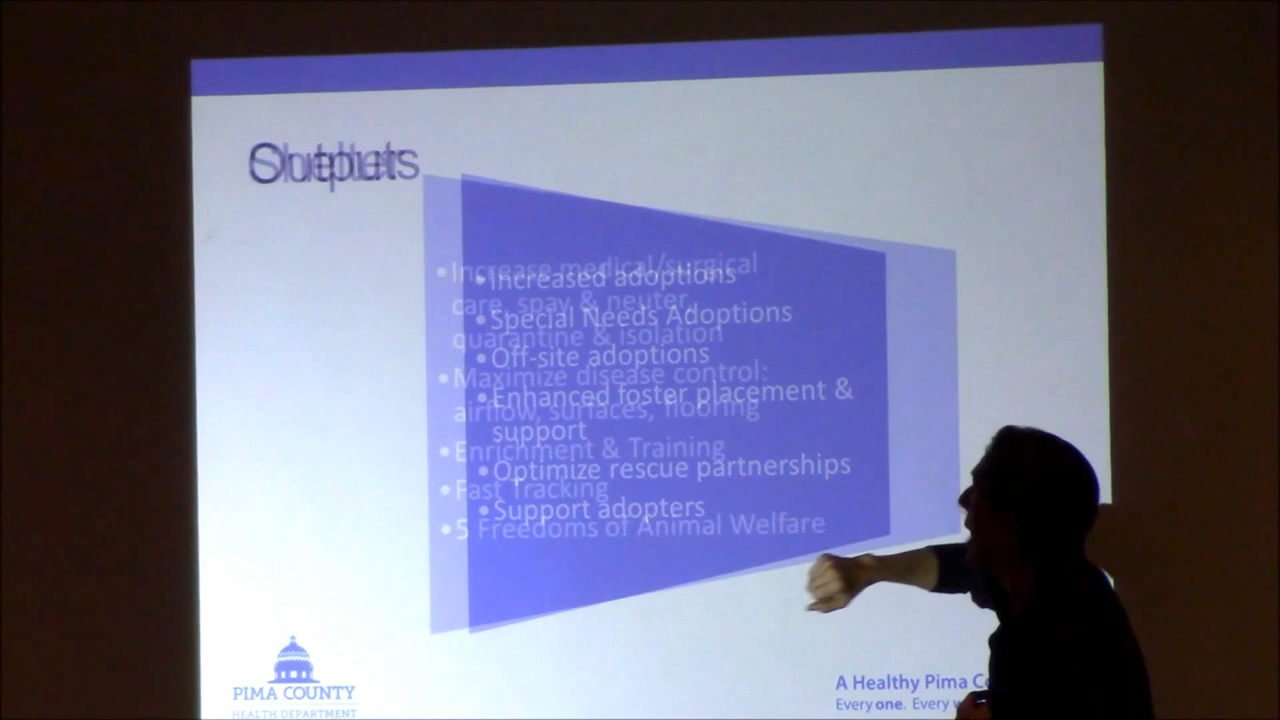 Outputs
Shelter
• Increase medical/surgical
care, spay & neuter,
quarantine & isolation
• Maximize disease control:
airflow, surfaces, flooring
• Enrichment & Training
• Fast Tracking
• 5 Freedoms of Animal Welfare
• Increased adoptions
• Special Needs Adoptions
• Off-site adoptions
• Enhanced foster placement &
support
• Optimize rescue partnerships
• Support adopters
PIMA COUNTY
HEALTH DEPARTMENT
A Healthy Pima
Every one. Every